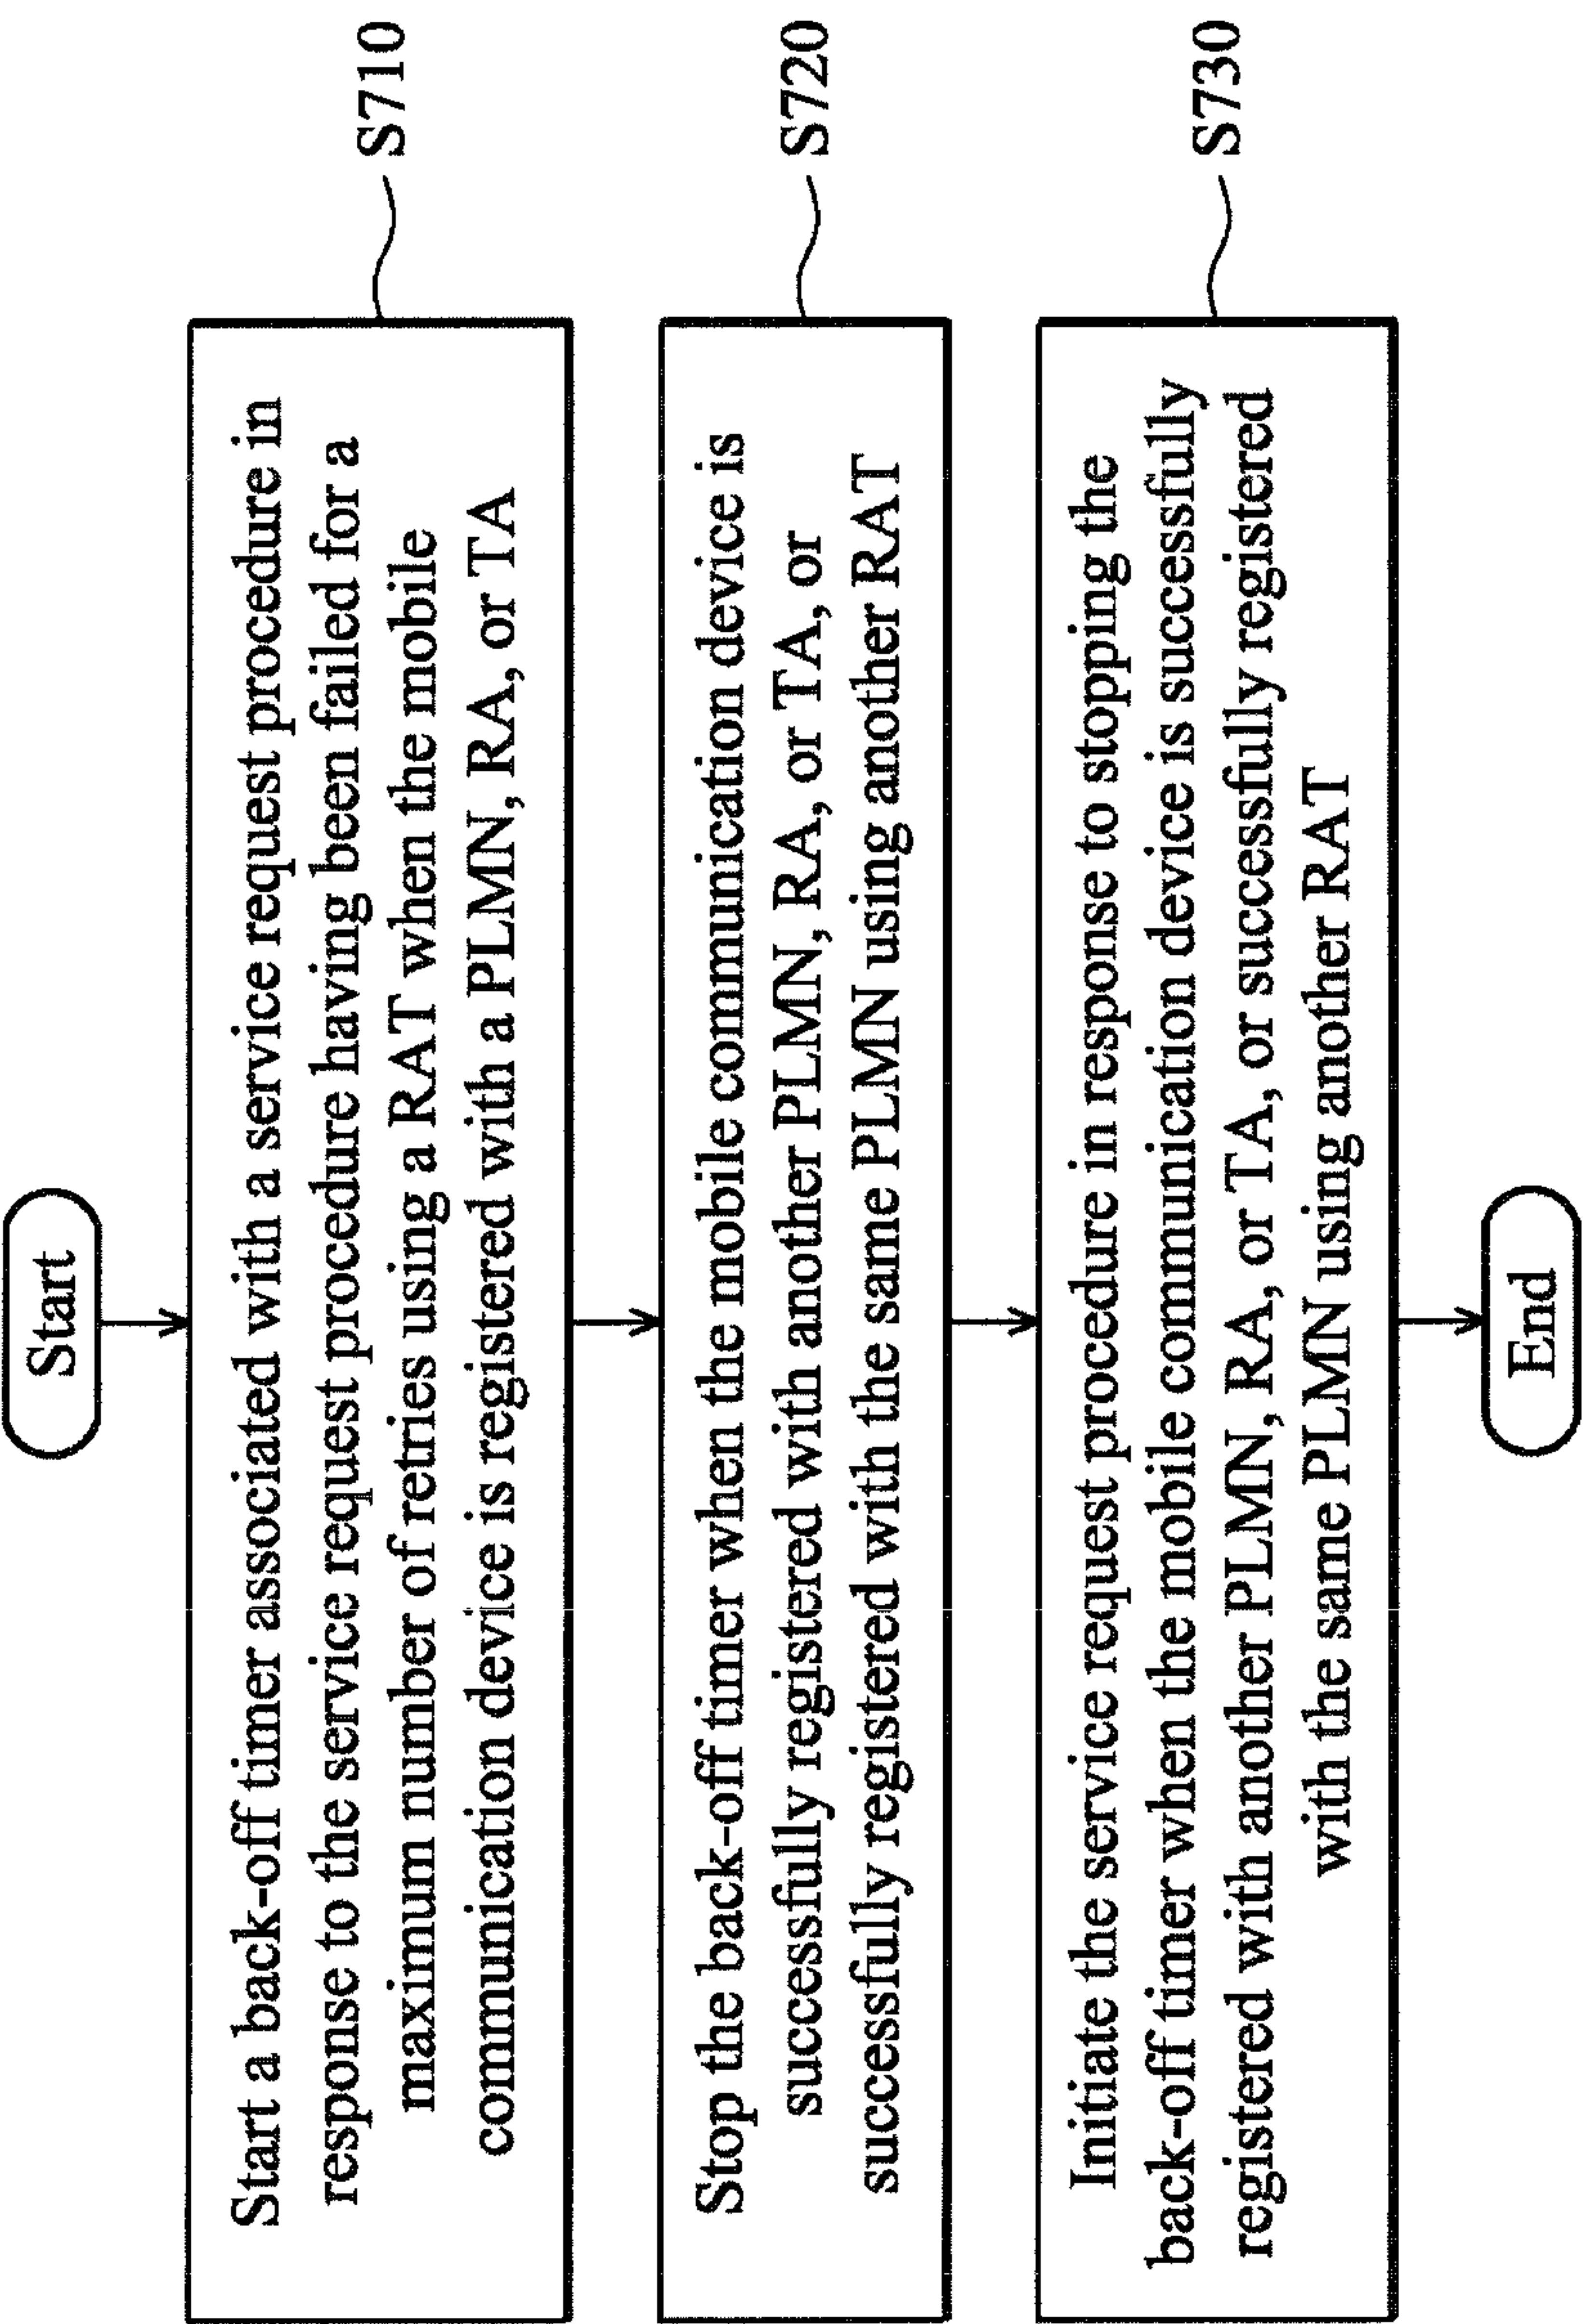 Start
Start a back-off timer associated with a service request procedure in
response to the service request procedure having been failed for a
maximum number of retries using a RAT when the mobile
communication device is registered with a PLMN, RA, or TA
S710
Stop the back-off timer when the mobile communication device is
successfully registered with another PLMN, RA, or TA, or
successfully registered with the same PLMN using another RAT
S720
Initiate the service request procedure in response to stopping the
back-off timer when the mobile communication device is successfully
registered with another PLMN, RA, or TA, or successfully registered
with the same PLMN using another RAT
S730
End